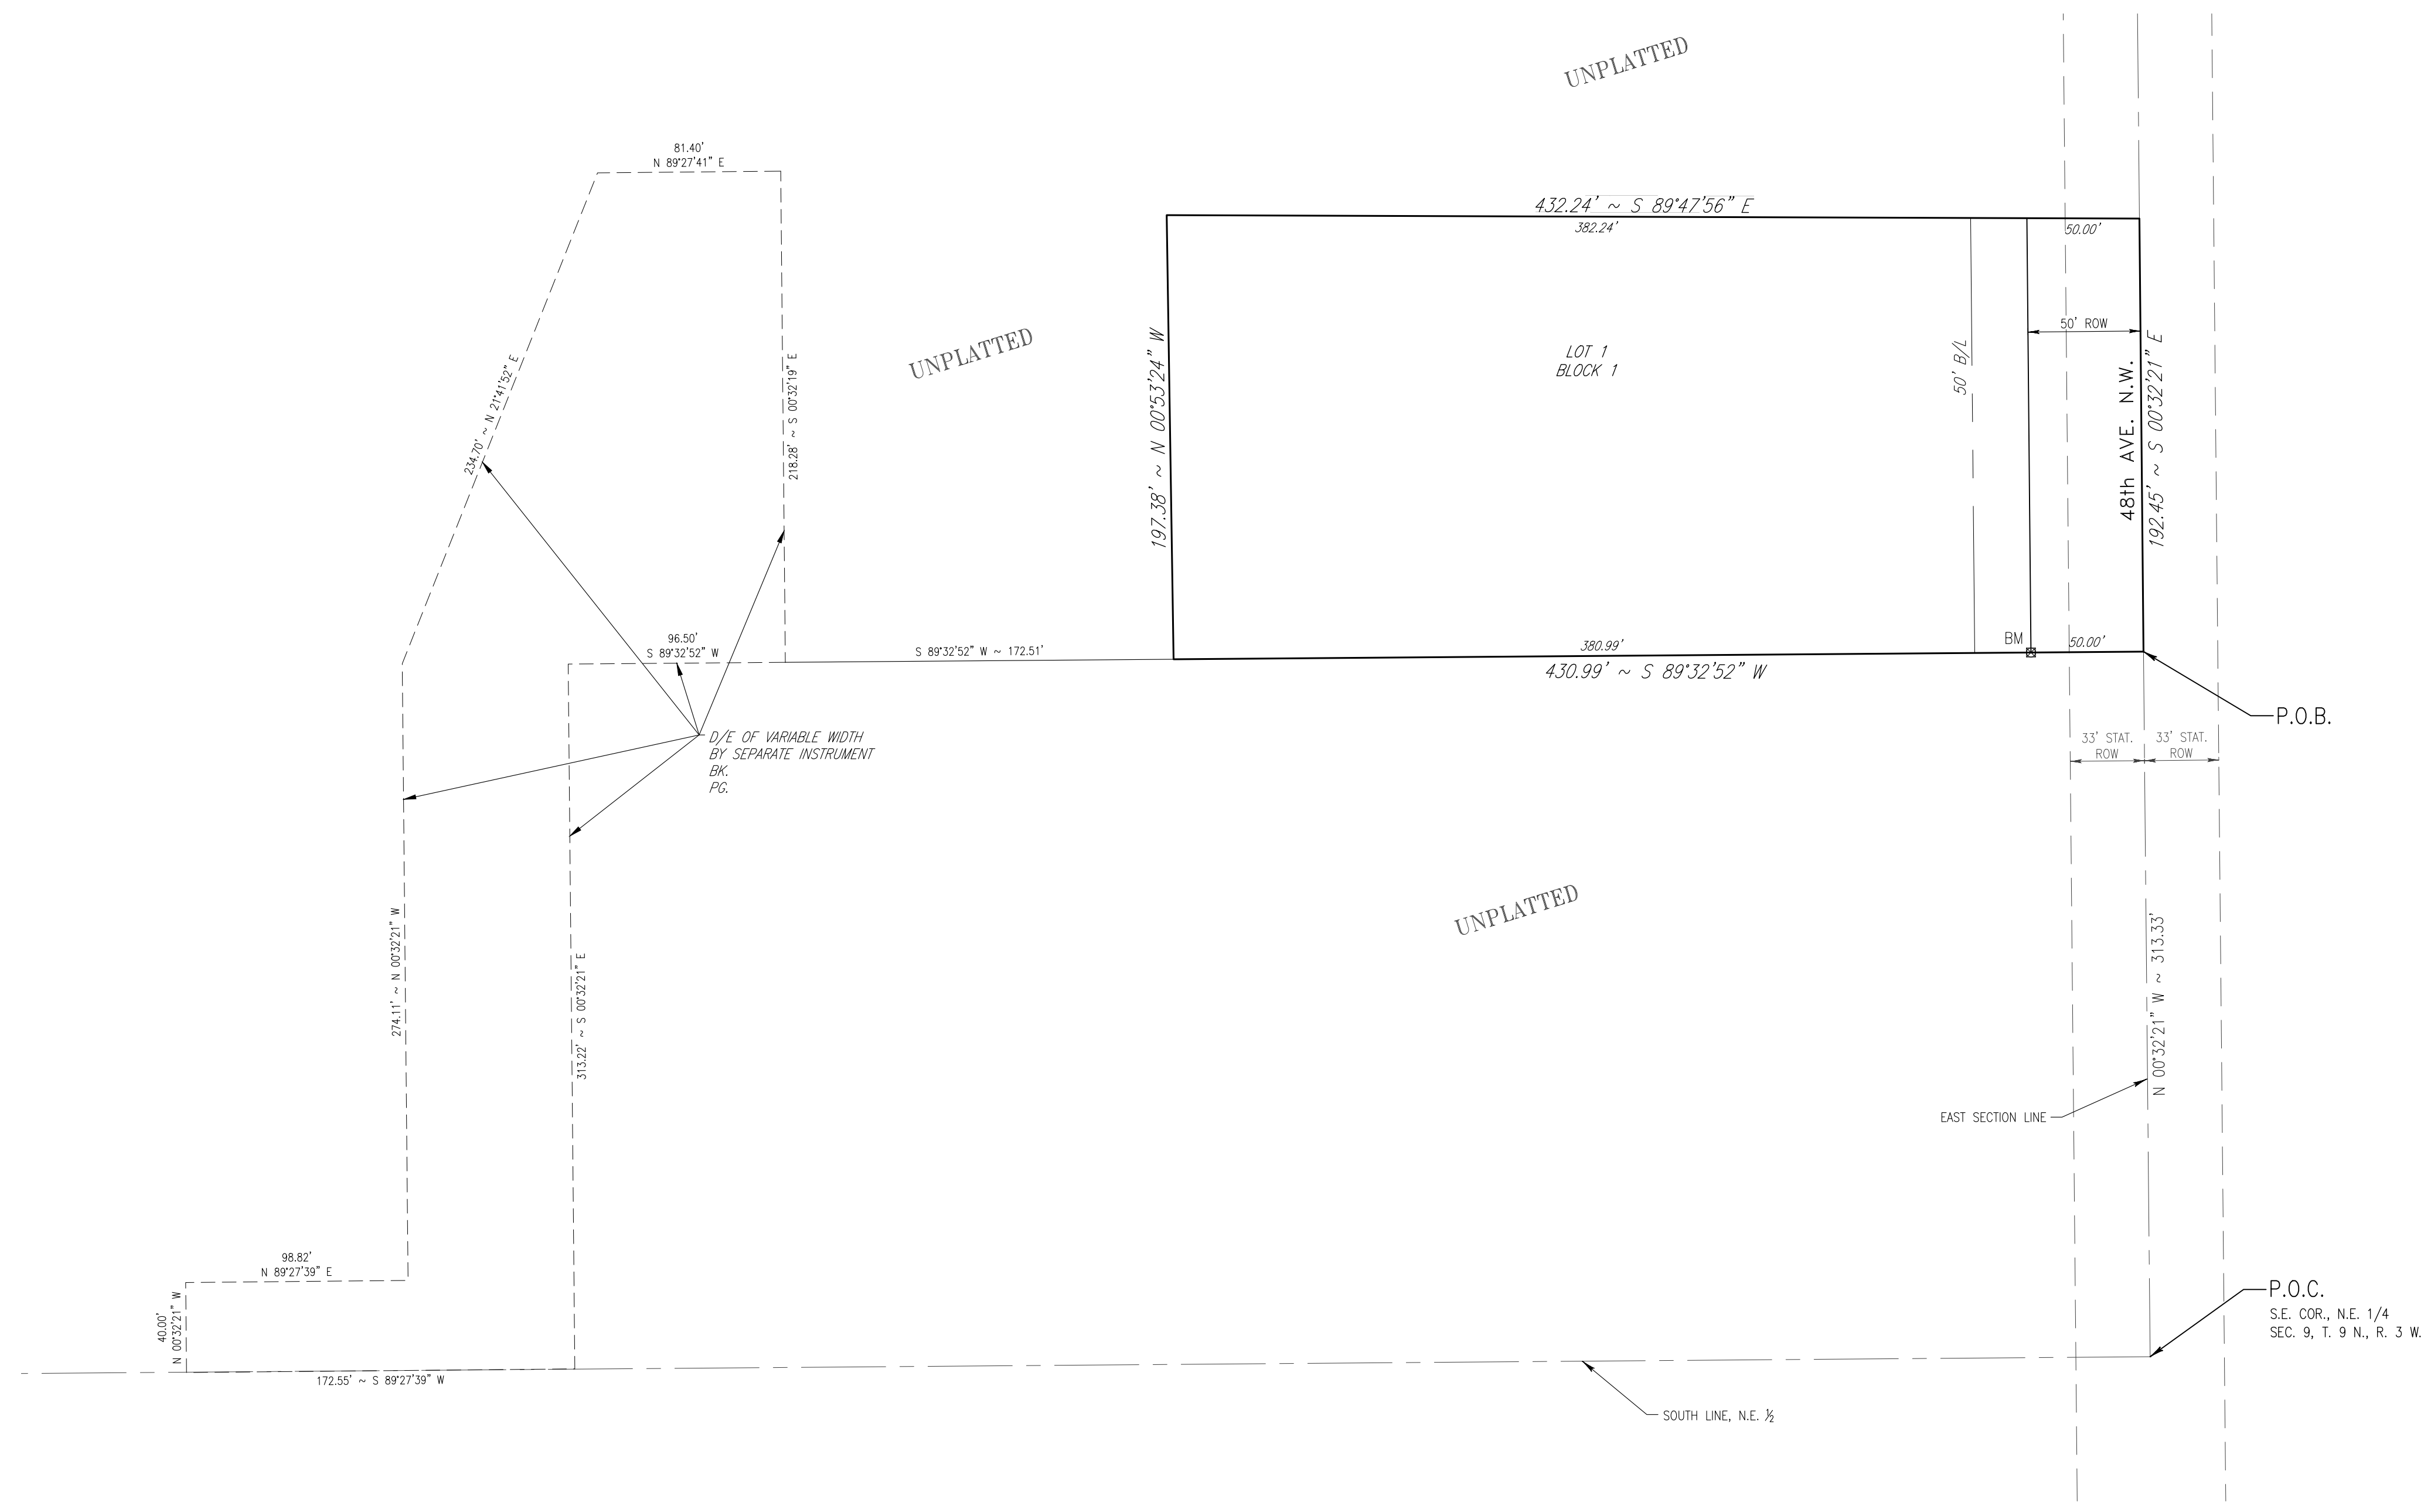 UNPLATTED
81.40'
N 89°27'41" E
432.24' ~ S 89°47'56" E
382.24'
50.00'
50' ROW
UNPLATTED
LOT 1
BLOCK 1
50' B/L
48th AVE. N.W.
192.45' ~ S 00°32'21" E
197.38' ~ N 00°53'24" W
234.70' ~ N 21°41'52" E
218.28' ~ S 00°32'19" E
96.50'
S 89°32'52" W
S 89°32'52" W ~ 172.51'
380.99'
BM
50.00'
430.99' ~ S 89°32'52" W
P.O.B.
D/E OF VARIABLE WIDTH
BY SEPARATE INSTRUMENT
BK.
PG.
33' STAT.
ROW
33' STAT.
ROW
UNPLATTED
274.11' ~ N 00°32'21" W
313.22' ~ S 00°32'21" E
N 00°32'21" W ~ 313.33'
EAST SECTION LINE
98.82'
N 89°27'39" E
40.00'
N 00°32'21" W
172.55' ~ S 89°27'39" W
P.O.C.
S.E. COR., N.E. 1/4
SEC. 9, T. 9 N., R. 3 W.
SOUTH LINE, N.E. ½